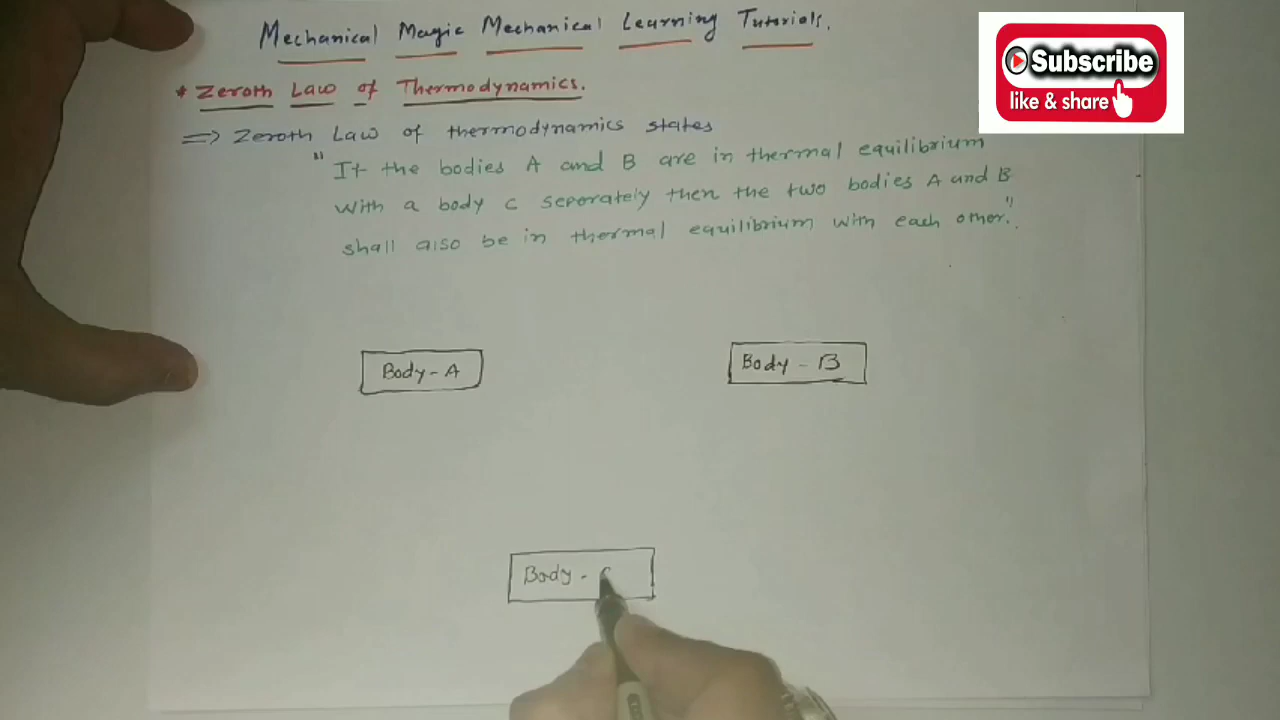 Mechanical Magic Mechanical Learning Tutorials.
* Zeroth Law of Thermodynamics.
⇒ Zeroth Law of thermodynamics states
"If the bodies A and B are in thermal equilibrium
with a body C seperately then the two bodies A and B
shall also be in thermal equilibrium with each other.".
Subscribe
like & share
Body - A
Body - B
Body - C